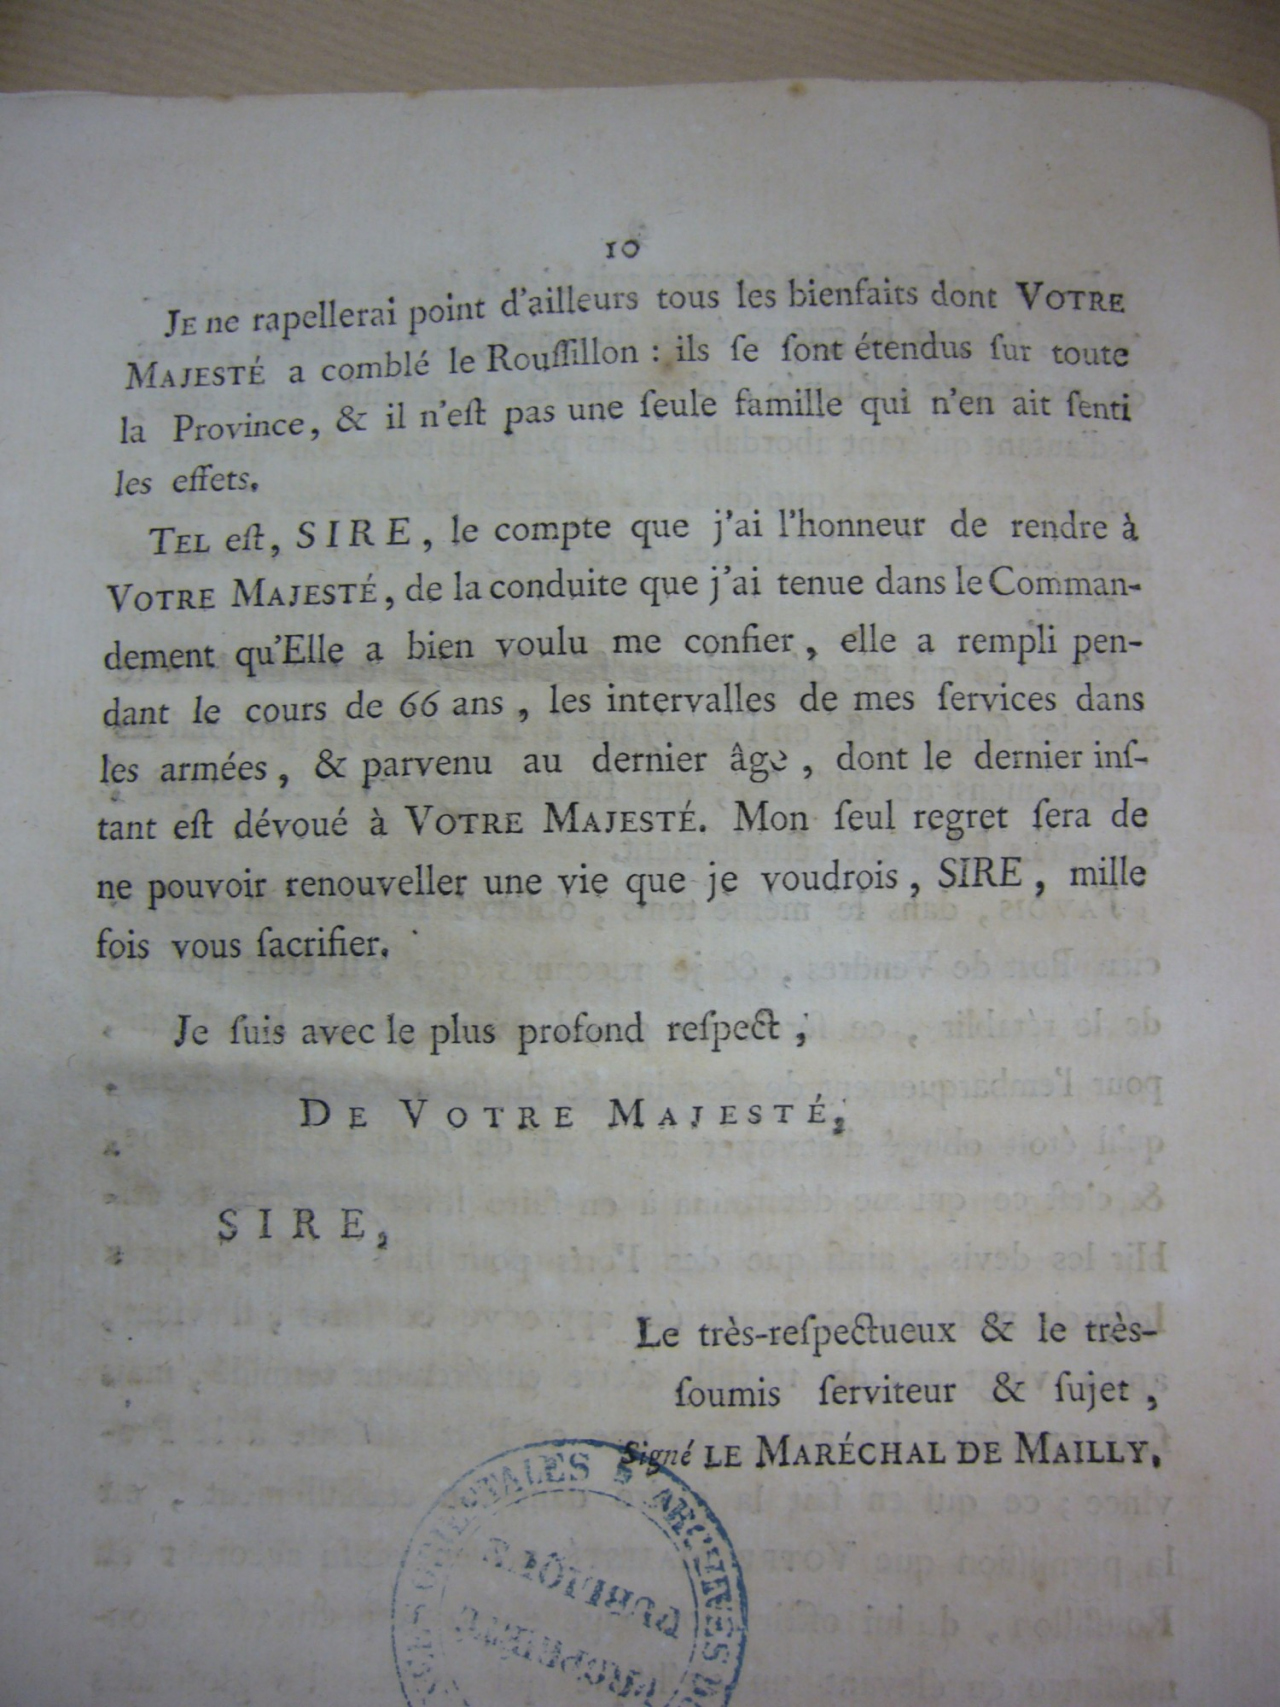 10
JE ne rapellerai point d'ailleurs tous les bienfaits dont VOTRE
MAJESTÉ a comblé le Rouſſillon : ils ſe ſont étendus ſur toute
la Province, & il n'eſt pas une ſeule famille qui n'en ait ſenti
les effets.
TEL eſt, SIRE, le compte que j'ai l'honneur de rendre à
VOTRE MAJESTÉ, de la conduite que j'ai tenue dans le Comman-
dement qu'Elle a bien voulu me confier, elle a rempli pen-
dant le cours de 66 ans, les intervalles de mes ſervices dans
les armées, & parvenu au dernier âge, dont le dernier inſ-
tant eſt dévoué à VOTRE MAJESTÉ. Mon ſeul regret ſera de
ne pouvoir renouveller une vie que je voudrois, SIRE, mille
fois vous ſacrifier.
Je ſuis avec le plus profond reſpect,
DE VOTRE MAJESTÉ,
SIRE,
Le très-reſpectueux & le très-
ſoumis ſerviteur & ſujet,
Signé LE MARÉCHAL DE MAILLY.
ARCHIVES
PUBLIQUE